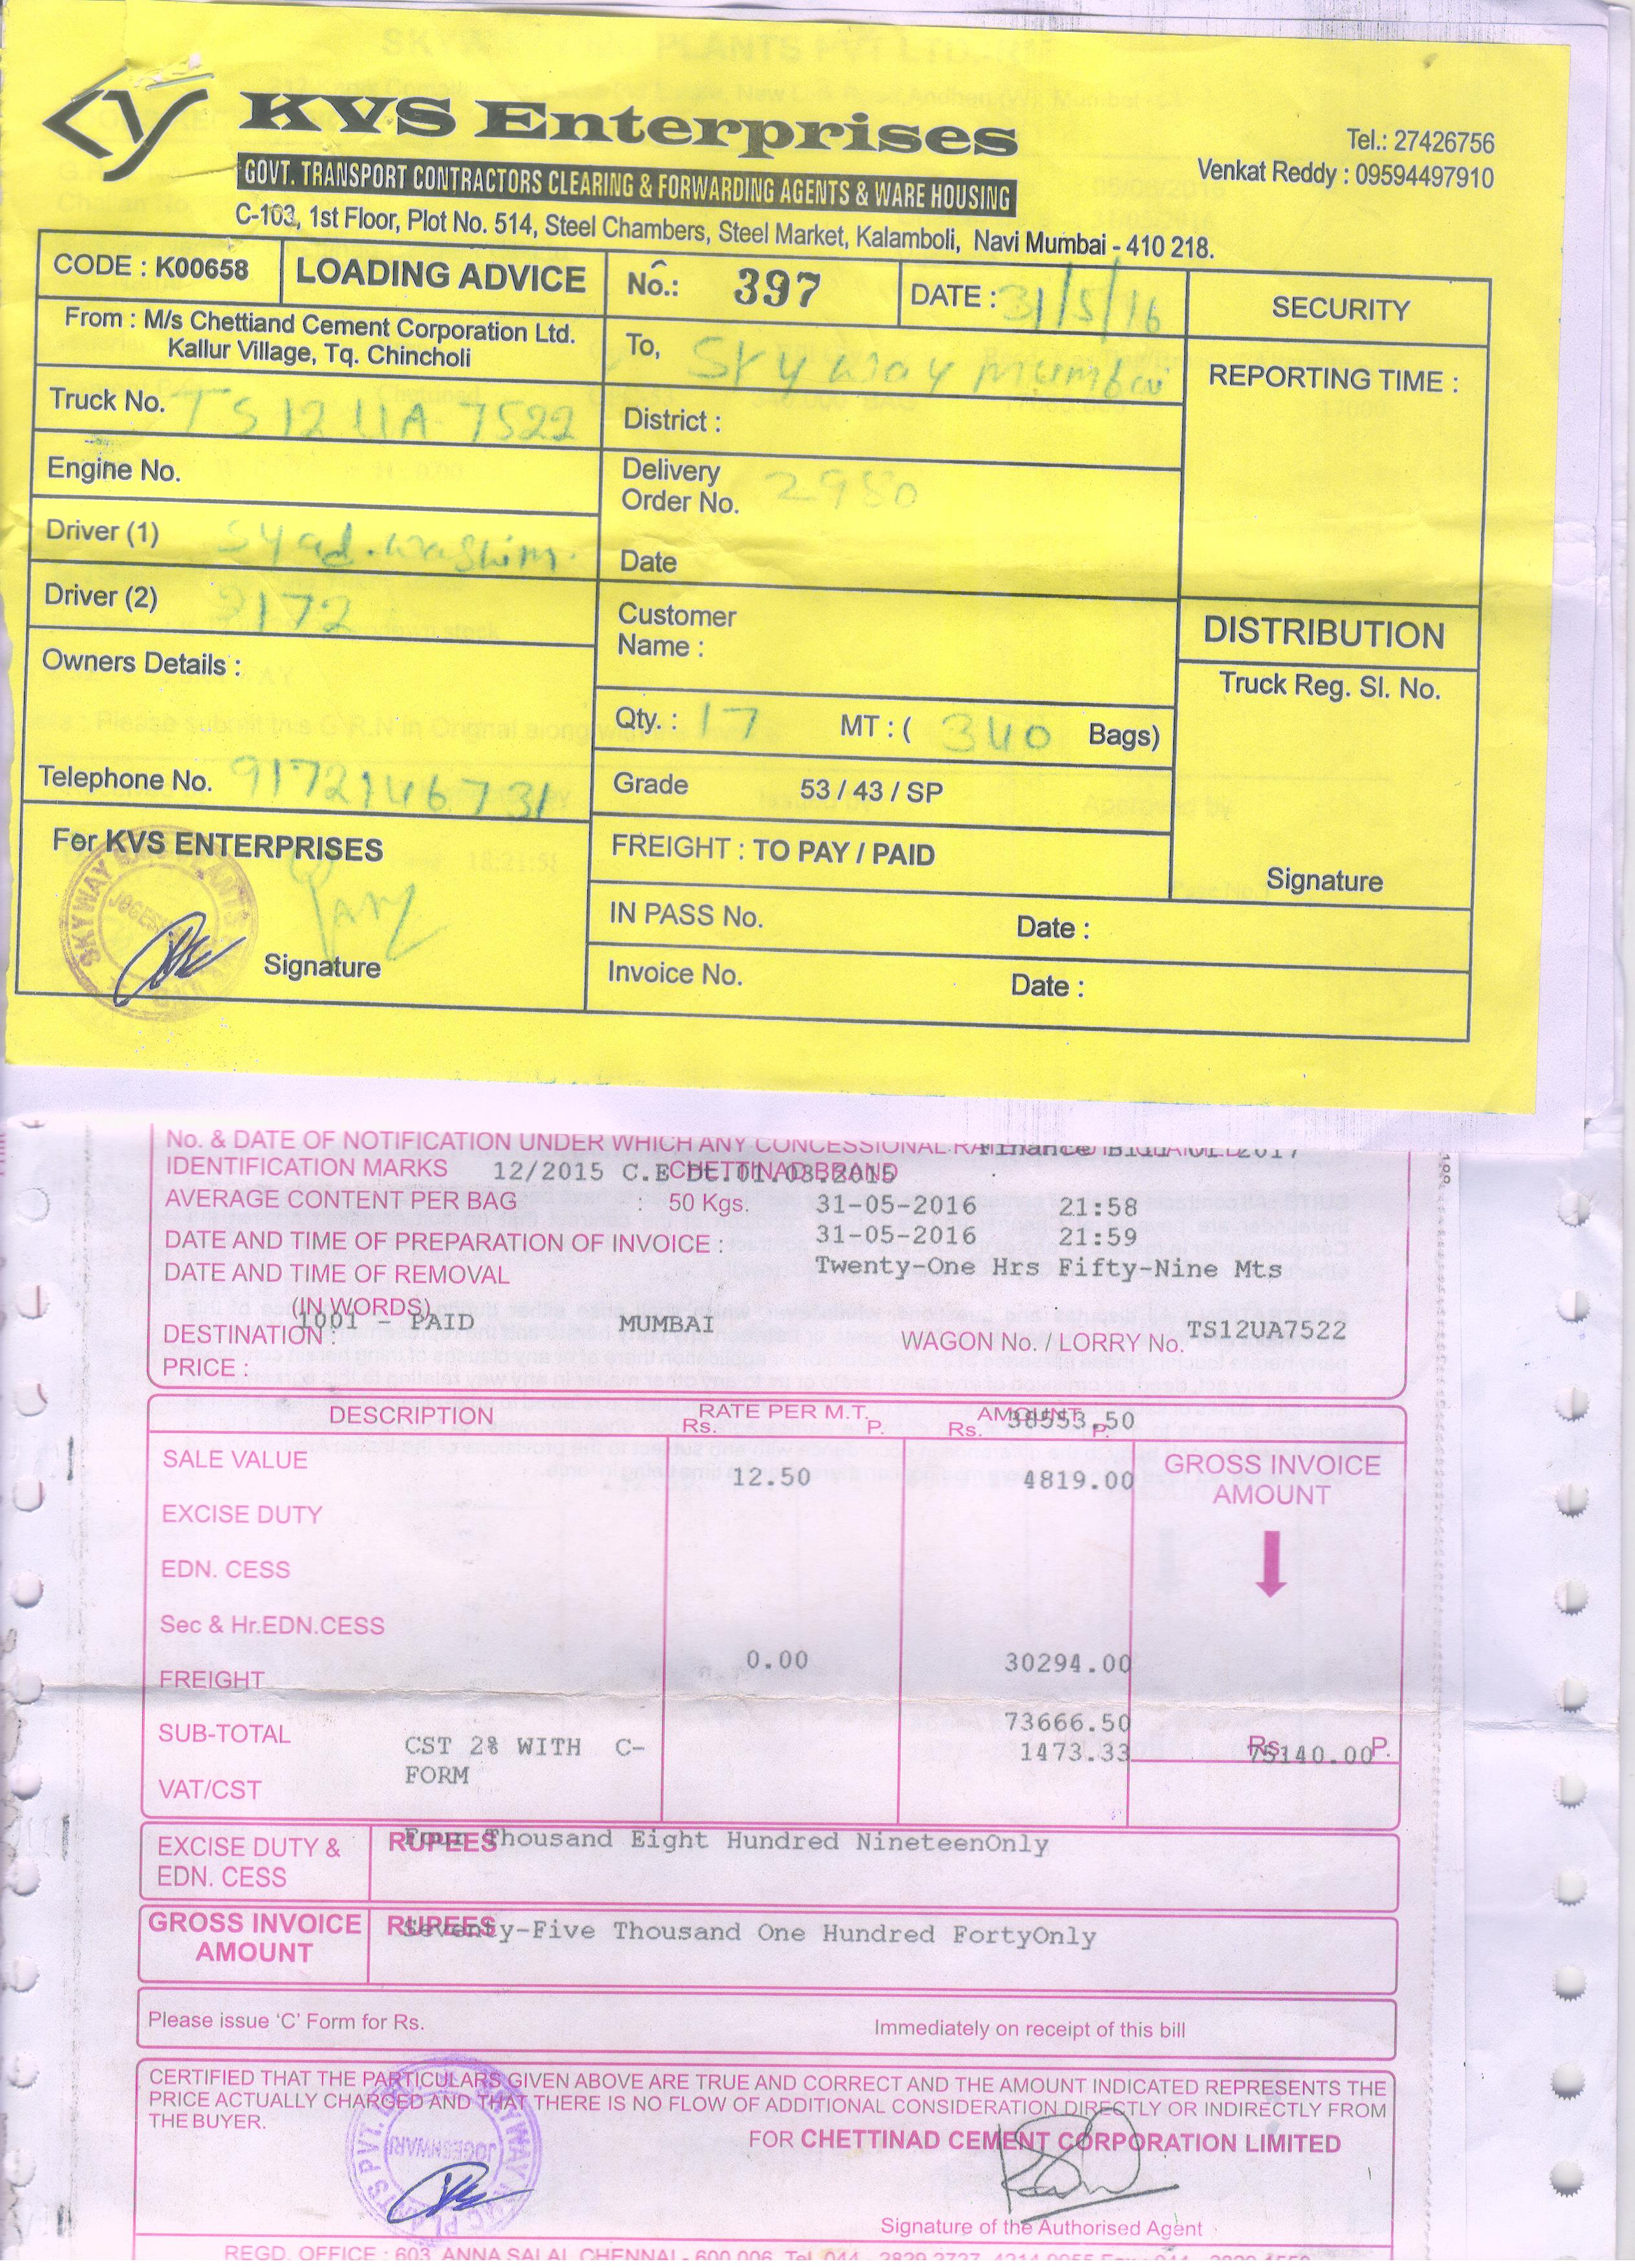 KVS Enterprises
GOVT. TRANSPORT CONTRACTORS CLEARING & FORWARDING AGENTS & WARE HOUSING
C-103, 1st Floor, Plot No. 514, Steel Chambers, Steel Market, Kalamboli, Navi Mumbai - 410 218.
Tel.: 27426756
Venkat Reddy : 09594497910
CODE : K00658
LOADING ADVICE
No.: 397
DATE : 31/5/16
SECURITY
From : M/s Chettiand Cement Corporation Ltd.
Kallur Village, Tq. Chincholi
To, Sky way Mumbai
REPORTING TIME :
Truck No. TS 12 UA-7522
District :
Engine No.
Delivery
Order No. 2980
Driver (1) Syad.washim.
Date
Driver (2) 9172
Customer
Name :
DISTRIBUTION
Owners Details :
Truck Reg. Sl. No.
Qty. : 17 MT : ( 340 Bags)
Telephone No. 9172146731
Grade 53 / 43 / SP
For KVS ENTERPRISES
FREIGHT : TO PAY / PAID
Signature
IN PASS No. Date :
Signature
Invoice No. Date :
No. & DATE OF NOTIFICATION UNDER WHICH ANY CONCESSIONAL
IDENTIFICATION MARKS 12/2015 C.E Dt.01.03.2015 CHETTINAD BRAND
AVERAGE CONTENT PER BAG : 50 Kgs. 31-05-2016 21:58
DATE AND TIME OF PREPARATION OF INVOICE : 31-05-2016 21:59
DATE AND TIME OF REMOVAL Twenty-One Hrs Fifty-Nine Mts
(IN WORDS)
1001 - PAID MUMBAI
DESTINATION : WAGON No. / LORRY No. TS12UA7522
PRICE :
DESCRIPTION RATE PER M.T. AMOUNT 38553.50
Rs. P. Rs. P.
SALE VALUE 12.50 4819.00 GROSS INVOICE
AMOUNT
EXCISE DUTY
EDN. CESS
Sec & Hr.EDN.CESS
0.00 30294.00
FREIGHT
SUB-TOTAL 73666.50
CST 2% WITH C- 1473.33 Rs. 75140.00 P.
FORM
VAT/CST
EXCISE DUTY & RUPEES Four Thousand Eight Hundred NineteenOnly
EDN. CESS
GROSS INVOICE RUPEES Seventy-Five Thousand One Hundred FortyOnly
AMOUNT
Please issue 'C' Form for Rs. Immediately on receipt of this bill
CERTIFIED THAT THE PARTICULARS GIVEN ABOVE ARE TRUE AND CORRECT AND THE AMOUNT INDICATED REPRESENTS THE
PRICE ACTUALLY CHARGED AND THAT THERE IS NO FLOW OF ADDITIONAL CONSIDERATION DIRECTLY OR INDIRECTLY FROM
THE BUYER.
FOR CHETTINAD CEMENT CORPORATION LIMITED
Signature of the Authorised Agent
REGD. OFFICE : 603, ANNA SALAI, CHENNAI - 600 006.